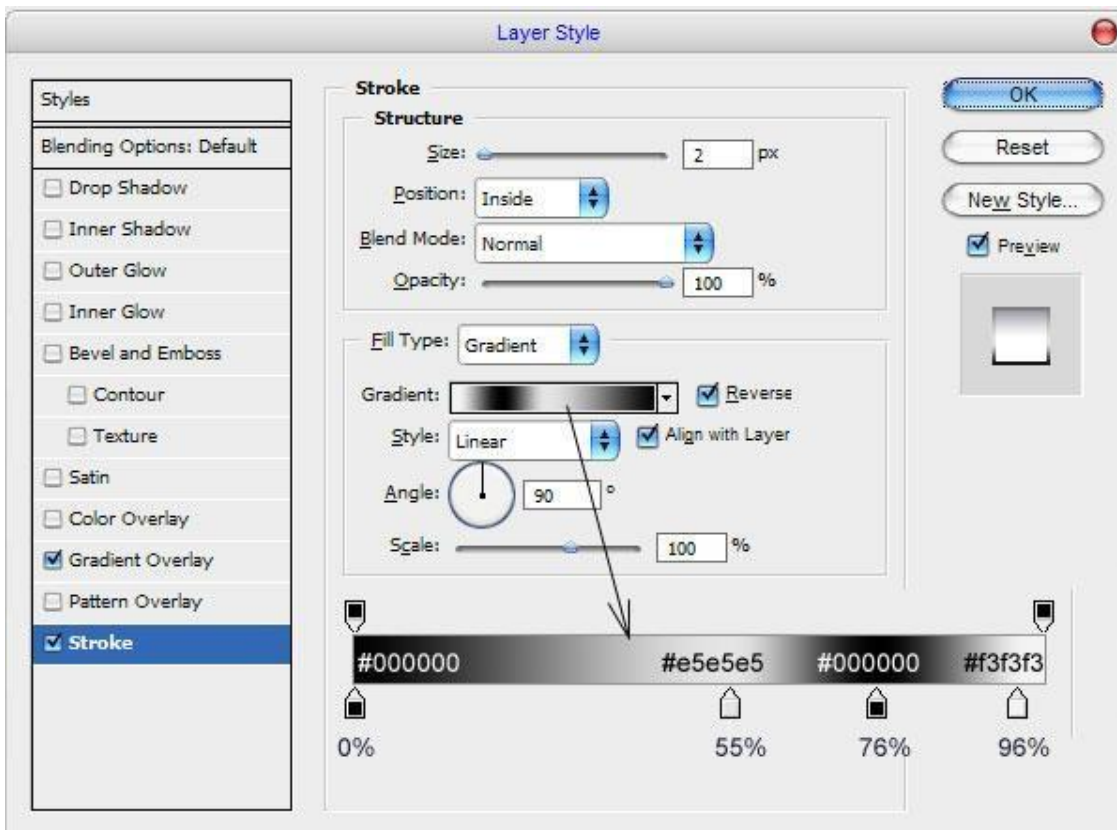 Layer Style
Styles
Blending Options: Default
Drop Shadow
Inner Shadow
Outer Glow
Inner Glow
Bevel and Emboss
Contour
Texture
Satin
Color Overlay
Gradient Overlay
Pattern Overlay
Stroke
Stroke
Structure
Size: 2 px
Position: Inside
Blend Mode: Normal
Opacity: 100 %
Fill Type: Gradient
Gradient: Reverse
Style: Linear Align with Layer
Angle: 90 °
Scale: 100 %
#000000 #e5e5e5 #000000 #f3f3f3
0% 55% 76% 96%
OK
Reset
New Style...
Preview